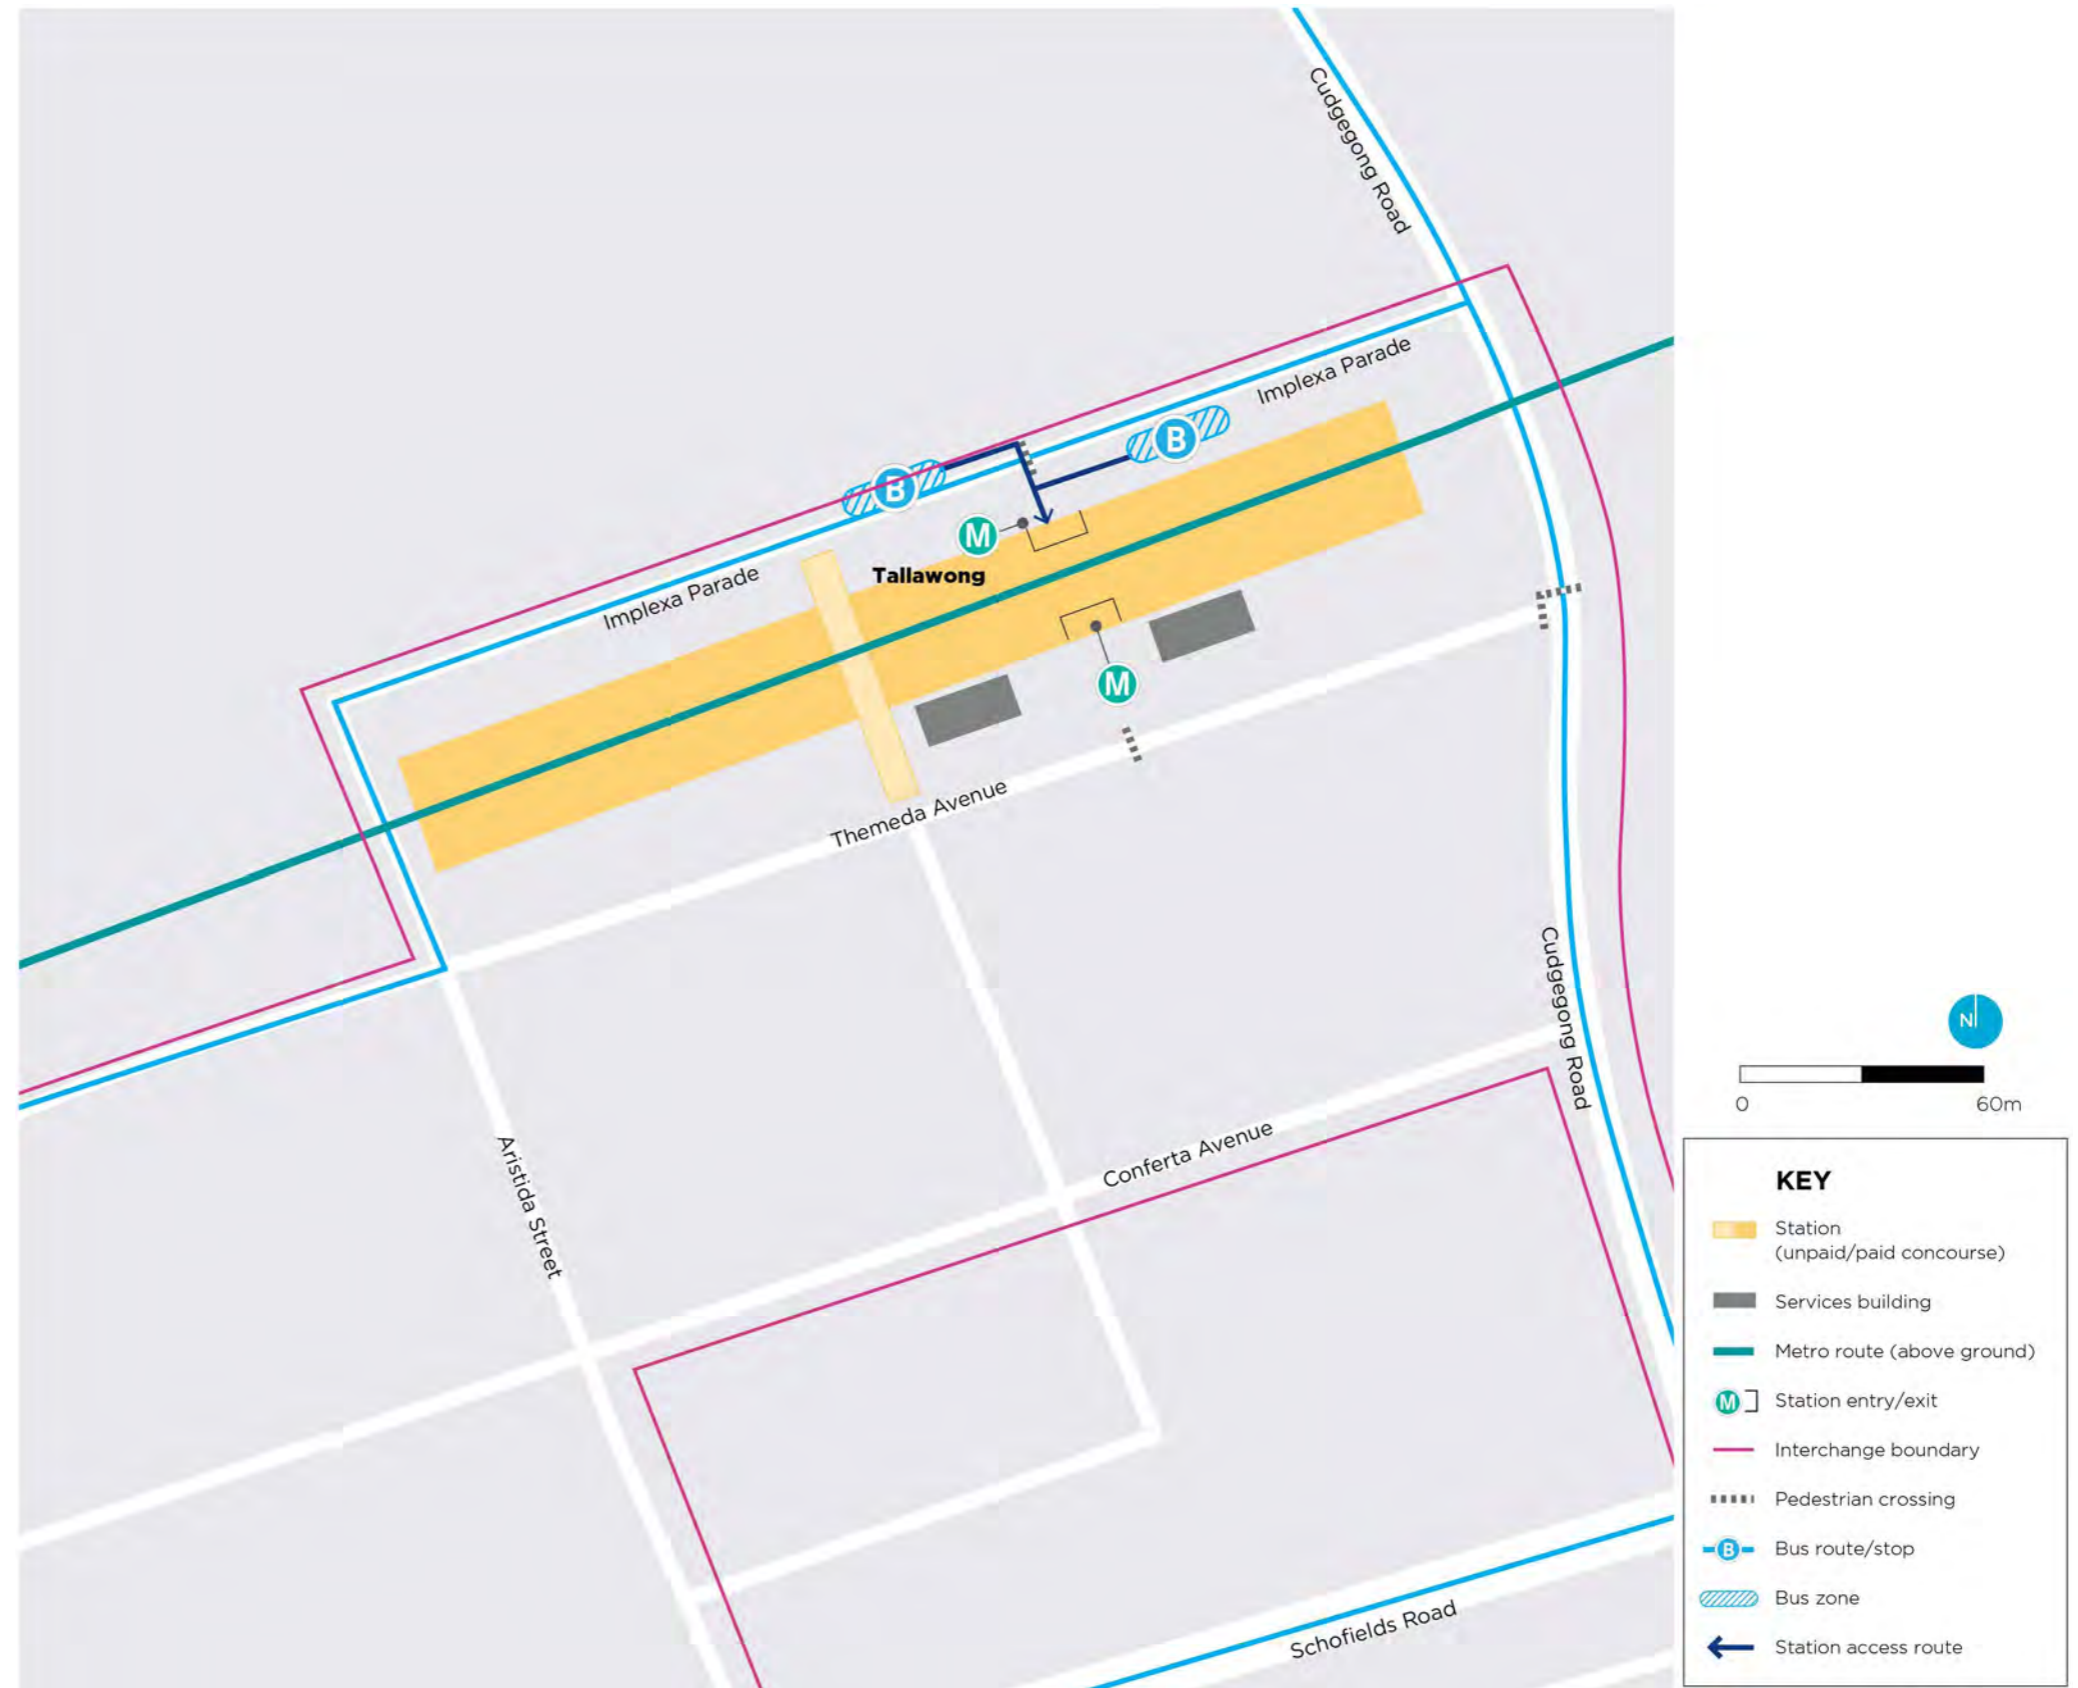 Cudgegong Road
Implexa Parade
B
B
M
Tallawong
Implexa Parade
M
Themeda Avenue
Cudgegong Road
Conferta Avenue
Aristida Street
Schofields Road
N
0 60m
KEY
Station
(unpaid/paid concourse)
Services building
Metro route (above ground)
M Station entry/exit
Interchange boundary
Pedestrian crossing
B Bus route/stop
Bus zone
Station access route